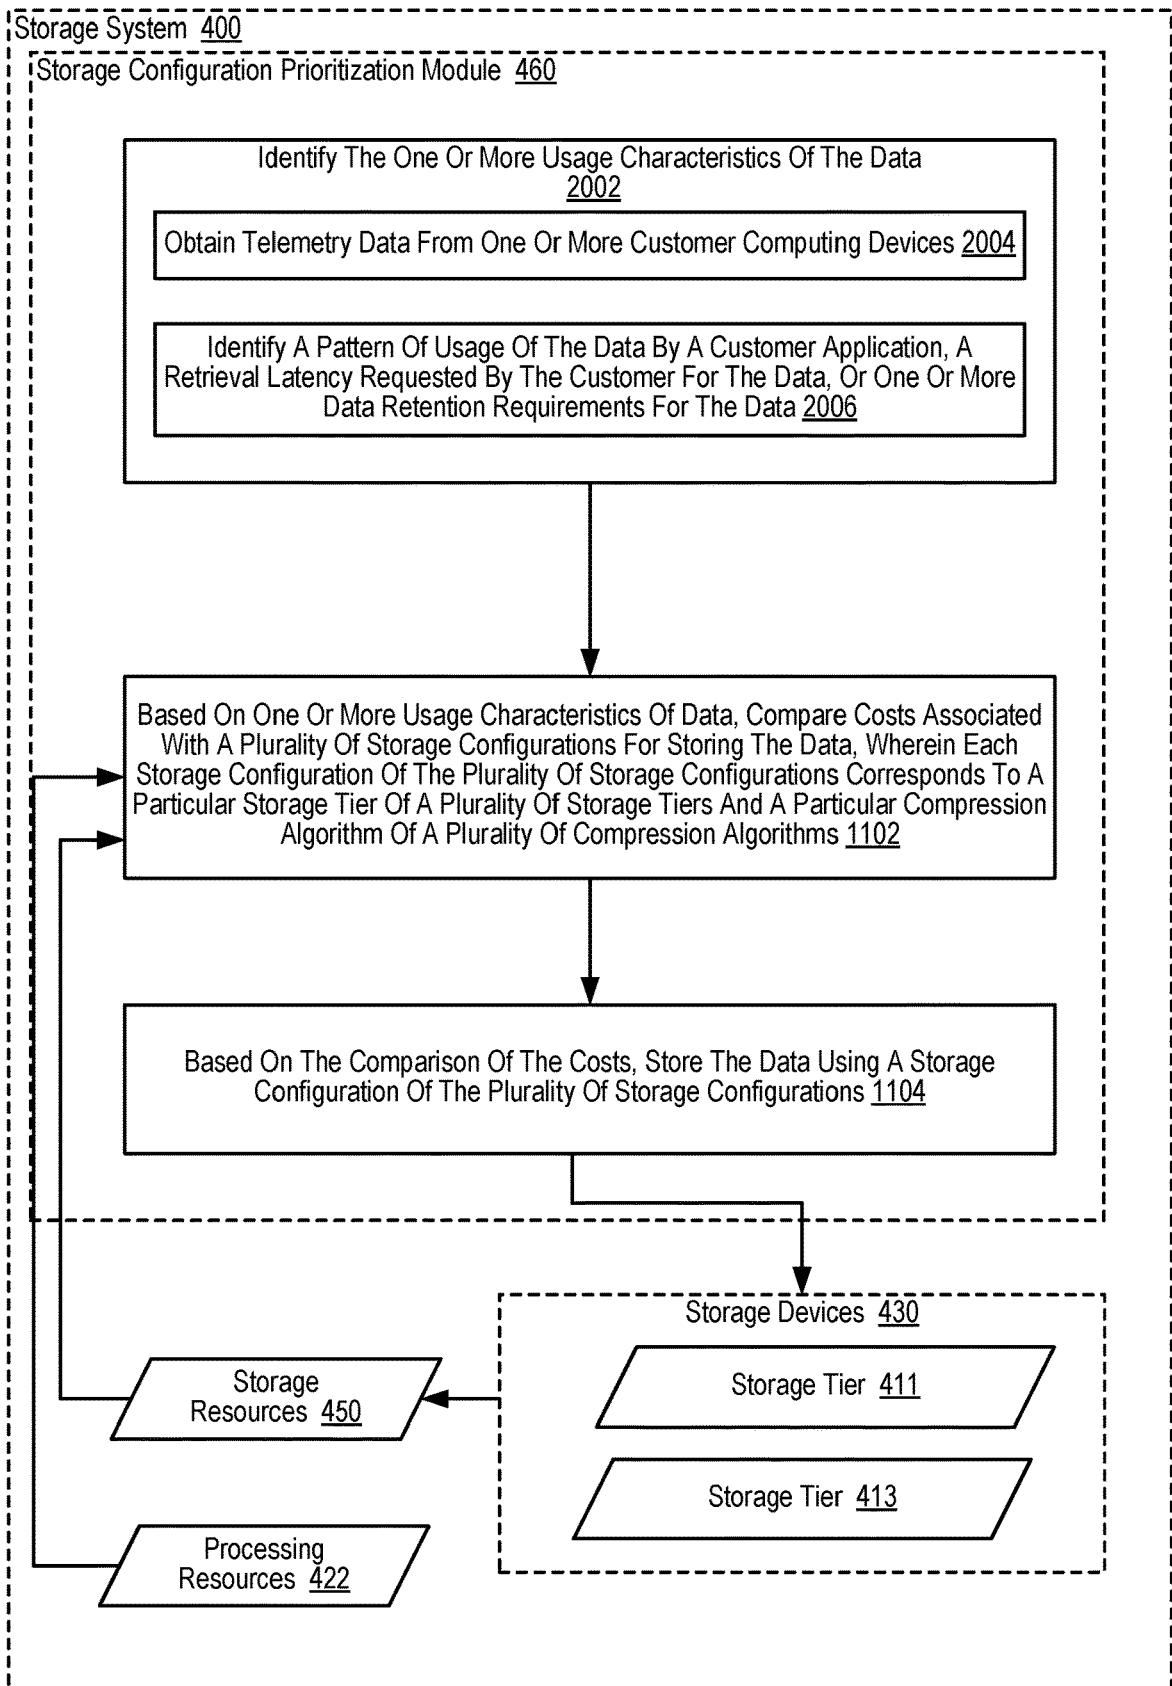 Storage System 400
Storage Configuration Prioritization Module 460
Identify The One Or More Usage Characteristics Of The Data
2002
Obtain Telemetry Data From One Or More Customer Computing Devices 2004
Identify A Pattern Of Usage Of The Data By A Customer Application, A
Retrieval Latency Requested By The Customer For The Data, Or One Or More
Data Retention Requirements For The Data 2006
Based On One Or More Usage Characteristics Of Data, Compare Costs Associated
With A Plurality Of Storage Configurations For Storing The Data, Wherein Each
Storage Configuration Of The Plurality Of Storage Configurations Corresponds To A
Particular Storage Tier Of A Plurality Of Storage Tiers And A Particular Compression
Algorithm Of A Plurality Of Compression Algorithms 1102
Based On The Comparison Of The Costs, Store The Data Using A Storage
Configuration Of The Plurality Of Storage Configurations 1104
Storage Devices 430
Storage Tier 411
Storage Tier 413
Storage
Resources 450
Processing
Resources 422